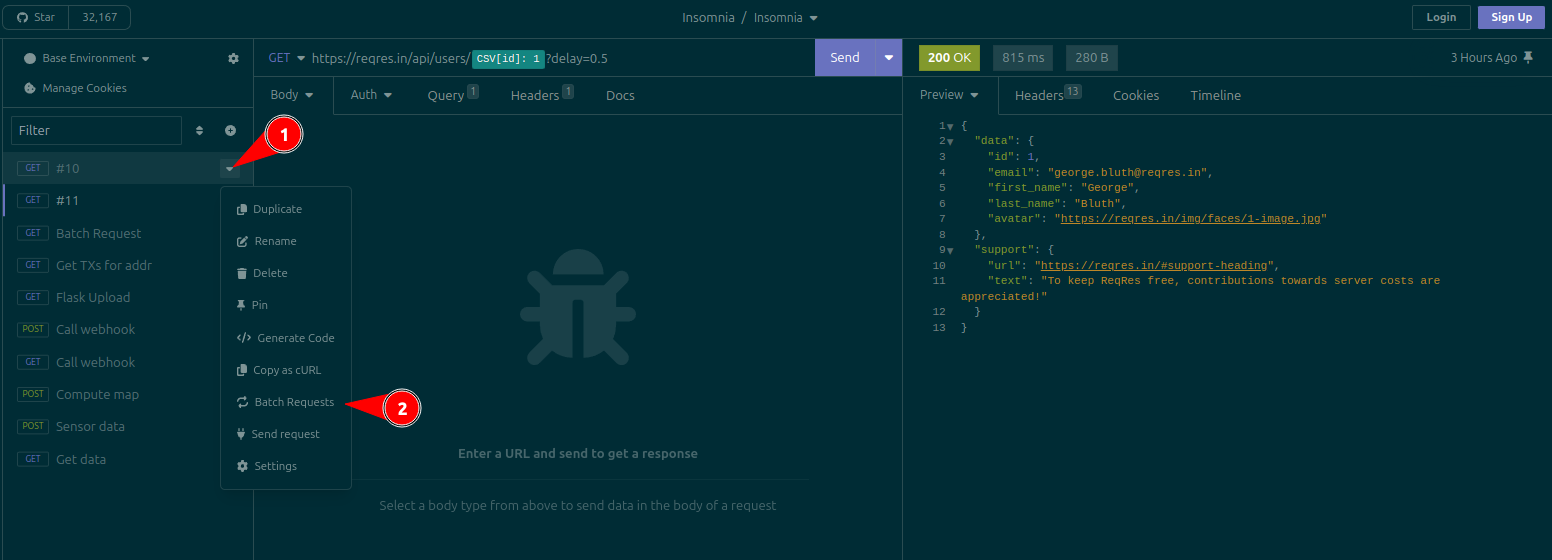 Star 32,167
Insomnia / Insomnia
Login Sign Up
Base Environment
Manage Cookies
Filter
GET #10
GET #11
GET Batch Request
GET Get TXs for addr
GET Flask Upload
POST Call webhook
GET Call webhook
POST Compute map
POST Sensor data
GET Get data
1
Duplicate
Rename
Delete
Pin
Generate Code
Copy as cURL
Batch Requests
Send request
Settings
2
GET https://reqres.in/api/users/ CSV[id]: 1 ?delay=0.5 Send
Body Auth Query 1 Headers 1 Docs
Enter a URL and send to get a response
Select a body type from above to send data in the body of a request
200 OK 815 ms 280 B 3 Hours Ago
Preview Headers 13 Cookies Timeline
1 {
2 "data": {
3 "id": 1,
4 "email": "george.bluth@reqres.in",
5 "first_name": "George",
6 "last_name": "Bluth",
7 "avatar": "https://reqres.in/img/faces/1-image.jpg"
8 },
9 "support": {
10 "url": "https://reqres.in/#support-heading",
11 "text": "To keep ReqRes free, contributions towards server costs are
appreciated!"
12 }
13 }